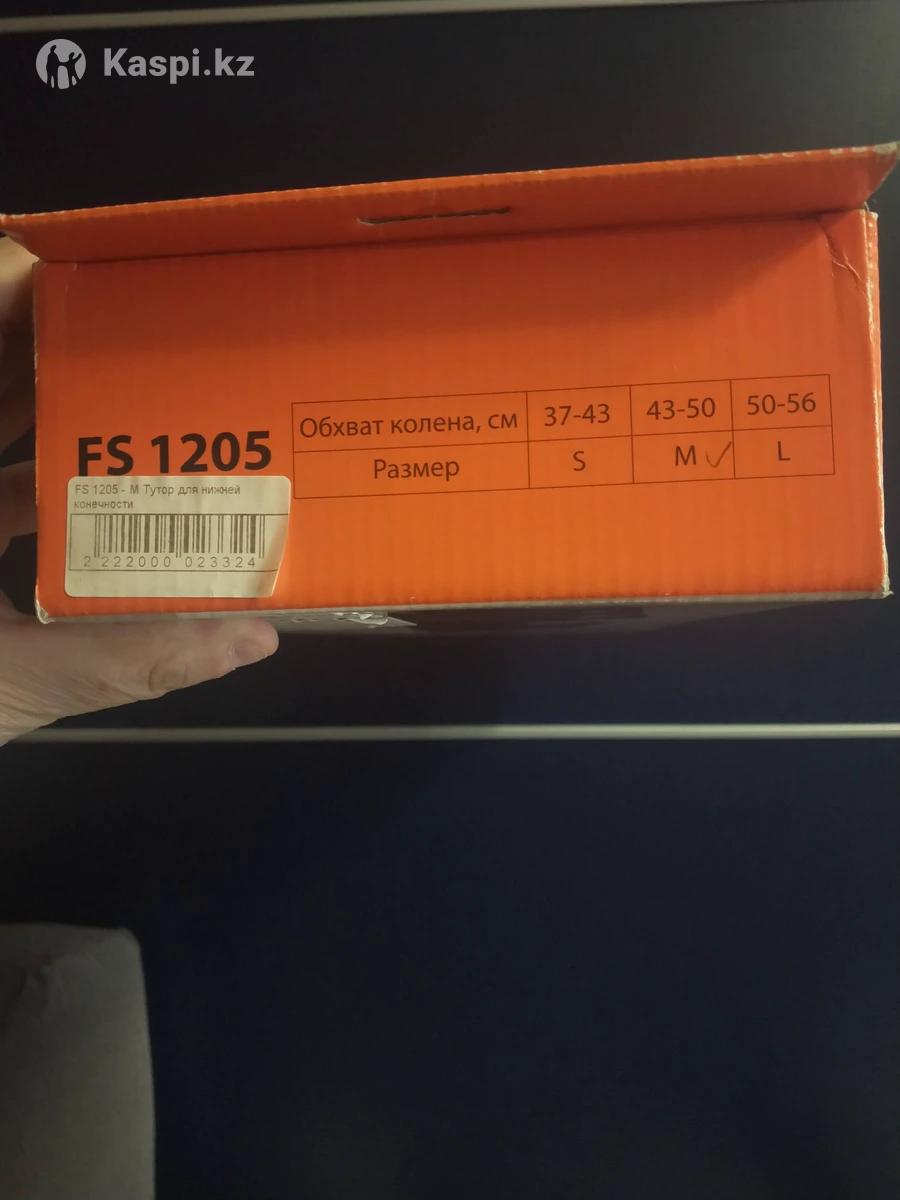 Kaspi.kz
FS 1205
Обхват колена, см 37-43 43-50 50-56
Размер S M L
FS 1205 - M Тутор для нижней
конечности
2 222000 023324